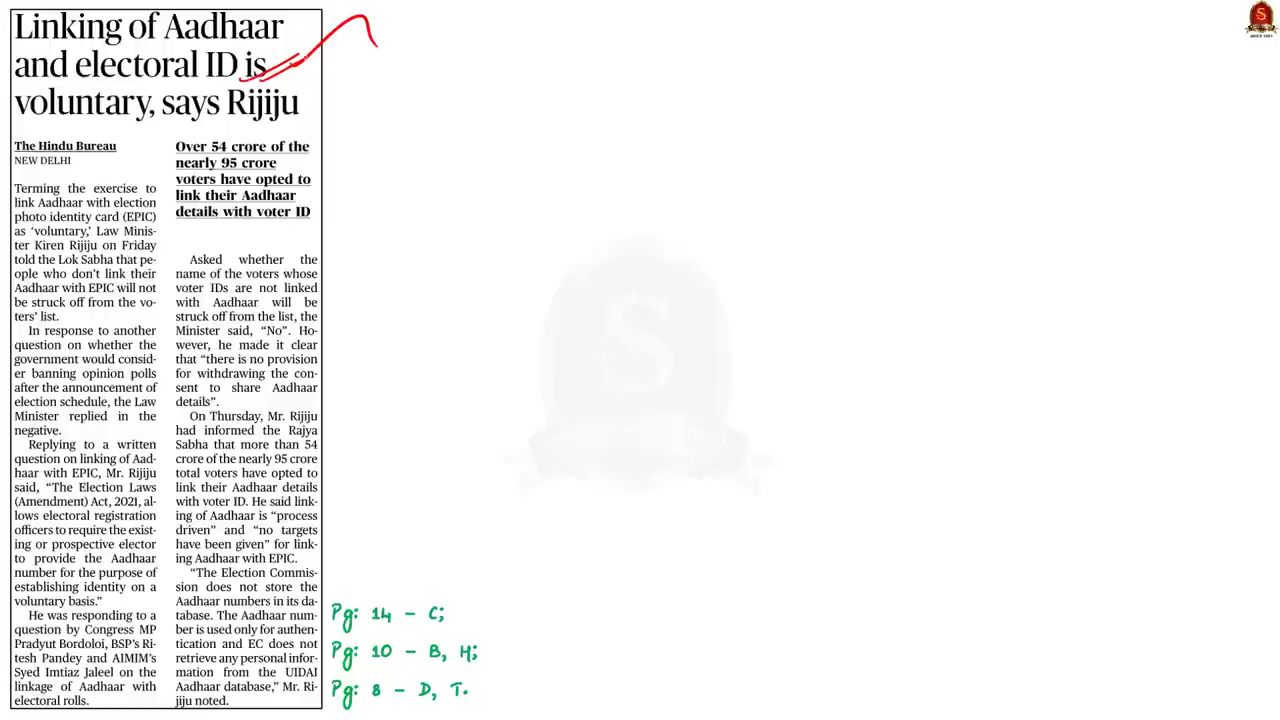 Linking of Aadhaar
and electoral ID is
voluntary, says Rijiju
The Hindu Bureau
NEW DELHI
Terming the exercise to
link Aadhaar with election
photo identity card (EPIC)
as ‘voluntary,’ Law Minis-
ter Kiren Rijiju on Friday
told the Lok Sabha that pe-
ople who don’t link their
Aadhaar with EPIC will not
be struck off from the vo-
ters’ list.
In response to another
question on whether the
government would consid-
er banning opinion polls
after the announcement of
election schedule, the Law
Minister replied in the
negative.
Replying to a written
question on linking of Aad-
haar with EPIC, Mr. Rijiju
said, “The Election Laws
(Amendment) Act, 2021, al-
lows electoral registration
officers to require the exist-
ing or prospective elector
to provide the Aadhaar
number for the purpose of
establishing identity on a
voluntary basis.”
He was responding to a
question by Congress MP
Pradyut Bordoloi, BSP’s Ri-
tesh Pandey and AIMIM’s
Syed Imtiaz Jaleel on the
linkage of Aadhaar with
electoral rolls.
Over 54 crore of the
nearly 95 crore
voters have opted to
link their Aadhaar
details with voter ID
Asked whether the
name of the voters whose
voter IDs are not linked
with Aadhaar will be
struck off from the list, the
Minister said, “No”. Ho-
wever, he made it clear
that “there is no provision
for withdrawing the con-
sent to share Aadhaar
details”.
On Thursday, Mr. Rijiju
had informed the Rajya
Sabha that more than 54
crore of the nearly 95 crore
total voters have opted to
link their Aadhaar details
with voter ID. He said link-
ing of Aadhaar is “process
driven” and “no targets
have been given” for link-
ing Aadhaar with EPIC.
“The Election Commis-
sion does not store the
Aadhaar numbers in its da-
tabase. The Aadhaar num-
ber is used only for authen-
tication and EC does not
retrieve any personal infor-
mation from the UIDAI
Aadhaar database,” Mr. Ri-
jiju noted.
Pg: 14 - C;
Pg: 10 - B, H;
Pg: 8 - D, T.
S
S